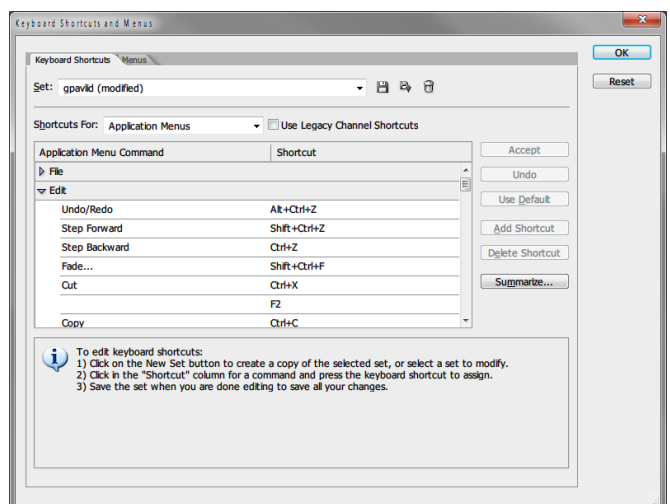 Keyboard Shortcuts and Menus
OK
Reset
Keyboard Shortcuts Menus
Set: gpavlid (modified)
Shortcuts For: Application Menus Use Legacy Channel Shortcuts
Application Menu Command Shortcut
File
Edit
Undo/Redo Alt+Ctrl+Z
Step Forward Shift+Ctrl+Z
Step Backward Ctrl+Z
Fade... Shift+Ctrl+F
Cut Ctrl+X
F2
Copy Ctrl+C
Accept
Undo
Use Default
Add Shortcut
Delete Shortcut
Summarize...
To edit keyboard shortcuts:
1) Click on the New Set button to create a copy of the selected set, or select a set to modify.
2) Click in the "Shortcut" column for a command and press the keyboard shortcut to assign.
3) Save the set when you are done editing to save all your changes.